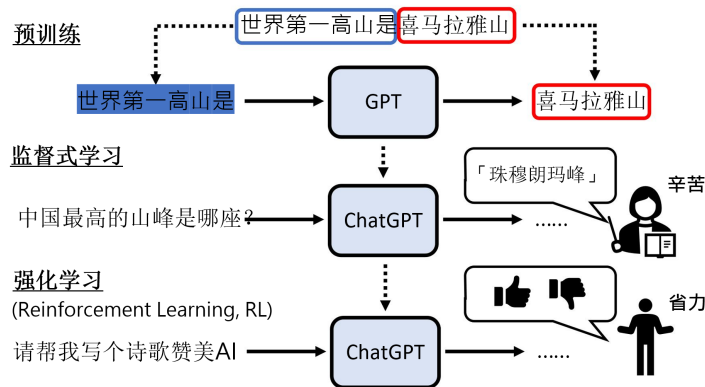 世界第一高山是喜马拉雅山
预训练
世界第一高山是
GPT
喜马拉雅山
监督式学习
「珠穆朗玛峰」
辛苦
中国最高的山峰是哪座?
ChatGPT
......
强化学习
(Reinforcement Learning, RL)
省力
请帮我写个诗歌赞美AI
ChatGPT
......